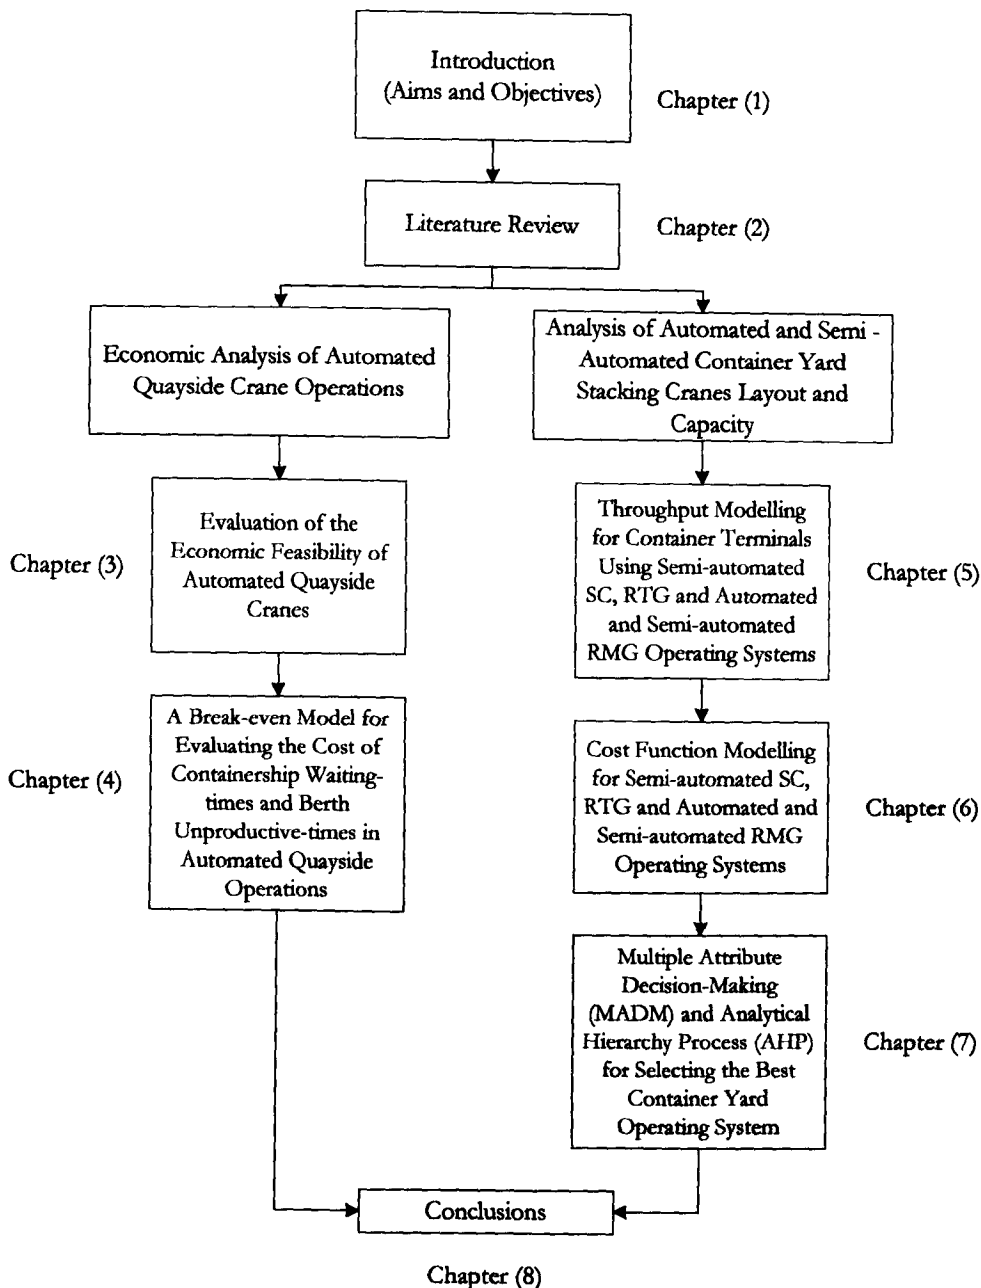 Introduction
(Aims and Objectives)
Chapter (1)
Literature Review
Chapter (2)
Economic Analysis of Automated
Quayside Crane Operations
Analysis of Automated and Semi -
Automated Container Yard
Stacking Cranes Layout and
Capacity
Chapter (3)
Evaluation of the
Economic Feasibility of
Automated Quayside
Cranes
Throughput Modelling
for Container Terminals
Using Semi-automated
SC, RTG and Automated
and Semi-automated
RMG Operating Systems
Chapter (5)
Chapter (4)
A Break-even Model for
Evaluating the Cost of
Containership Waiting-
times and Berth
Unproductive-times in
Automated Quayside
Operations
Cost Function Modelling
for Semi-automated SC,
RTG and Automated and
Semi-automated RMG
Operating Systems
Chapter (6)
Multiple Attribute
Decision-Making
(MADM) and Analytical
Hierarchy Process (AHP)
for Selecting the Best
Container Yard
Operating System
Chapter (7)
Conclusions
Chapter (8)